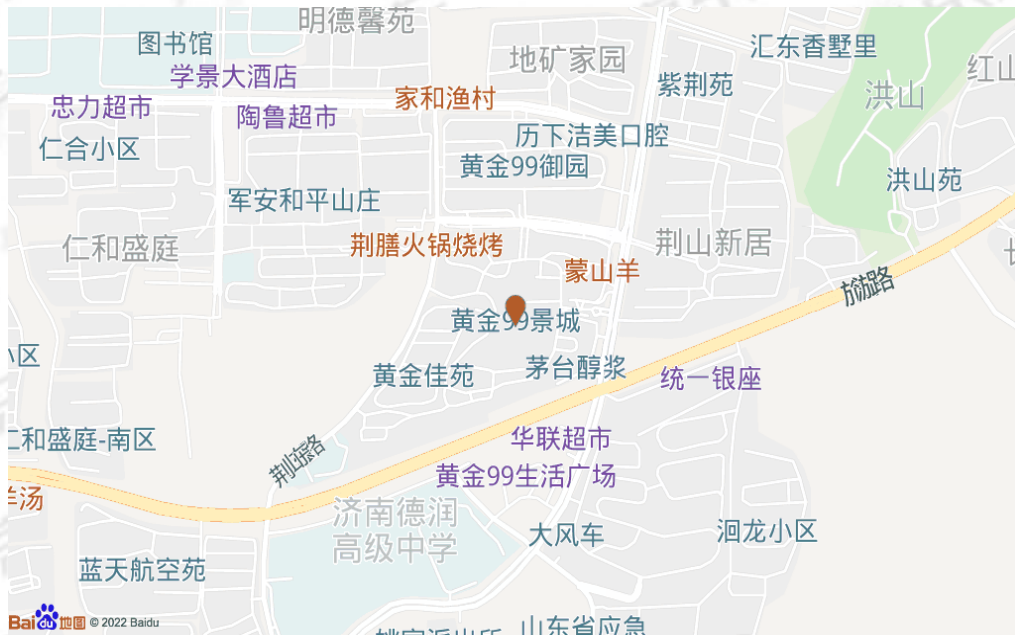 明德馨苑
图书馆
汇东香墅里
地矿家园
红山
学景大酒店
紫荆苑
洪山
家和渔村
忠力超市
陶鲁超市
历下洁美口腔
仁合小区
黄金99御园
洪山苑
军安和平山庄
仁和盛庭
荆膳火锅烧烤
荆山新居
蒙山羊
旅游路
黄金99景城
小区
茅台醇浆
黄金佳苑
统一银座
仁和盛庭-南区
华联超市
荆山东路
黄金99生活广场
羊汤
济南德润
高级中学
大风车
洄龙小区
蓝天航空苑
Bai du 地图 © 2022 Baidu
山东省应急